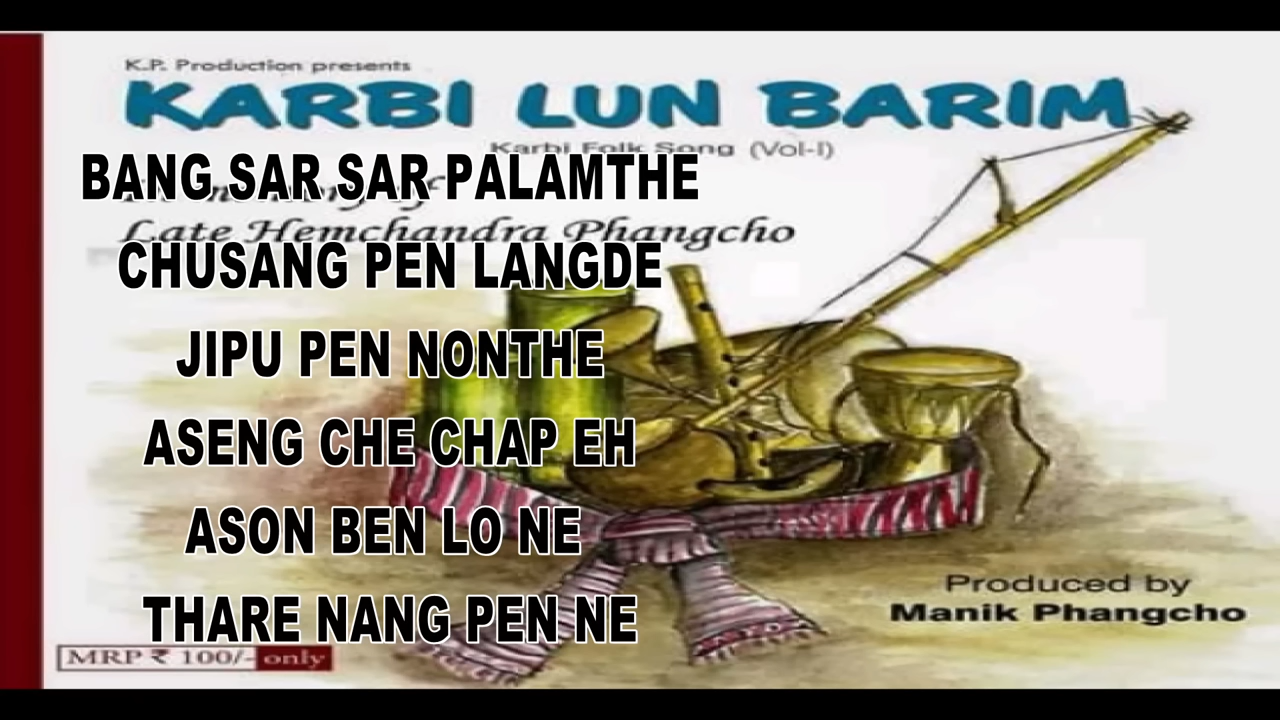 K.P. Production presents
KARBI LUN BARIM
Karbi Folk Song (Vol-I)
BANG SAR SAR PALAMTHE
Late Hemchandra Phangcho
CHUSANG PEN LANGDE
JIPU PEN NONTHE
ASENG CHE CHAP EH
ASON BEN LO NE
THARE NANG PEN NE
Produced by
Manik Phangcho
MRP ₹ 100/- only